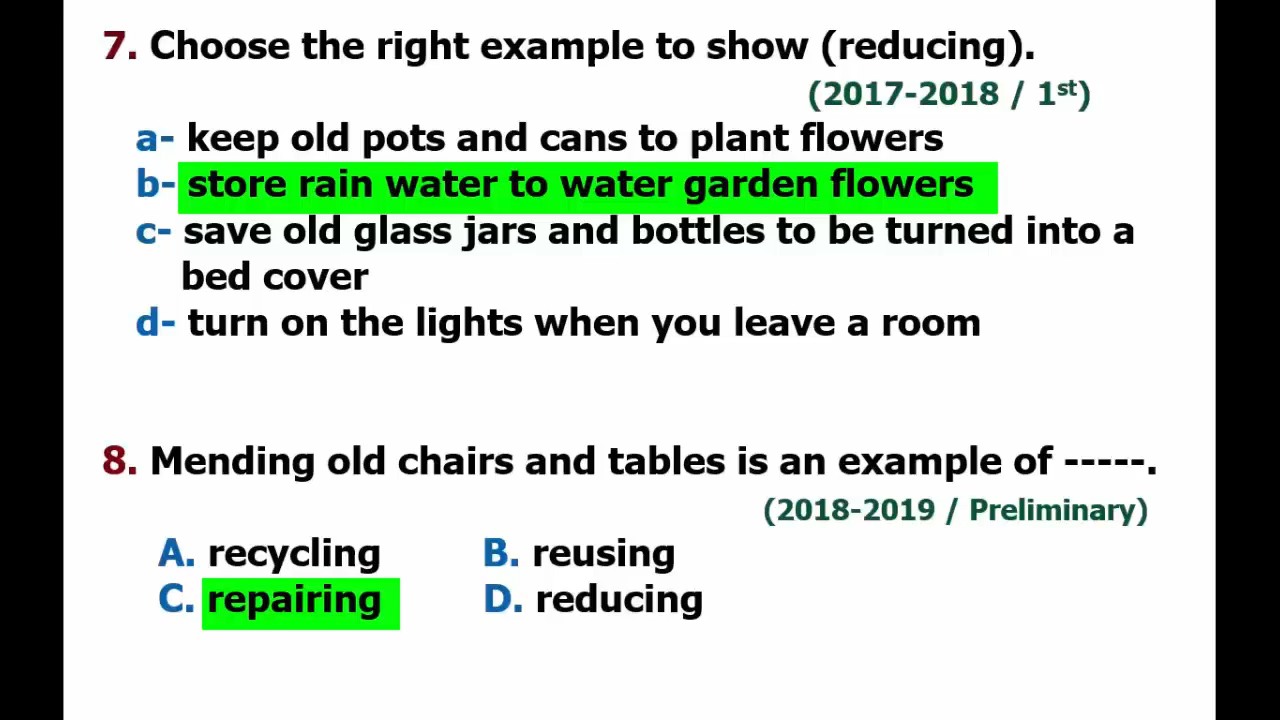 7. Choose the right example to show (reducing).
(2017-2018 / 1st)
a- keep old pots and cans to plant flowers
b- store rain water to water garden flowers
c- save old glass jars and bottles to be turned into a
bed cover
d- turn on the lights when you leave a room
8. Mending old chairs and tables is an example of -----.
(2018-2019 / Preliminary)
A. recycling B. reusing
C. repairing D. reducing